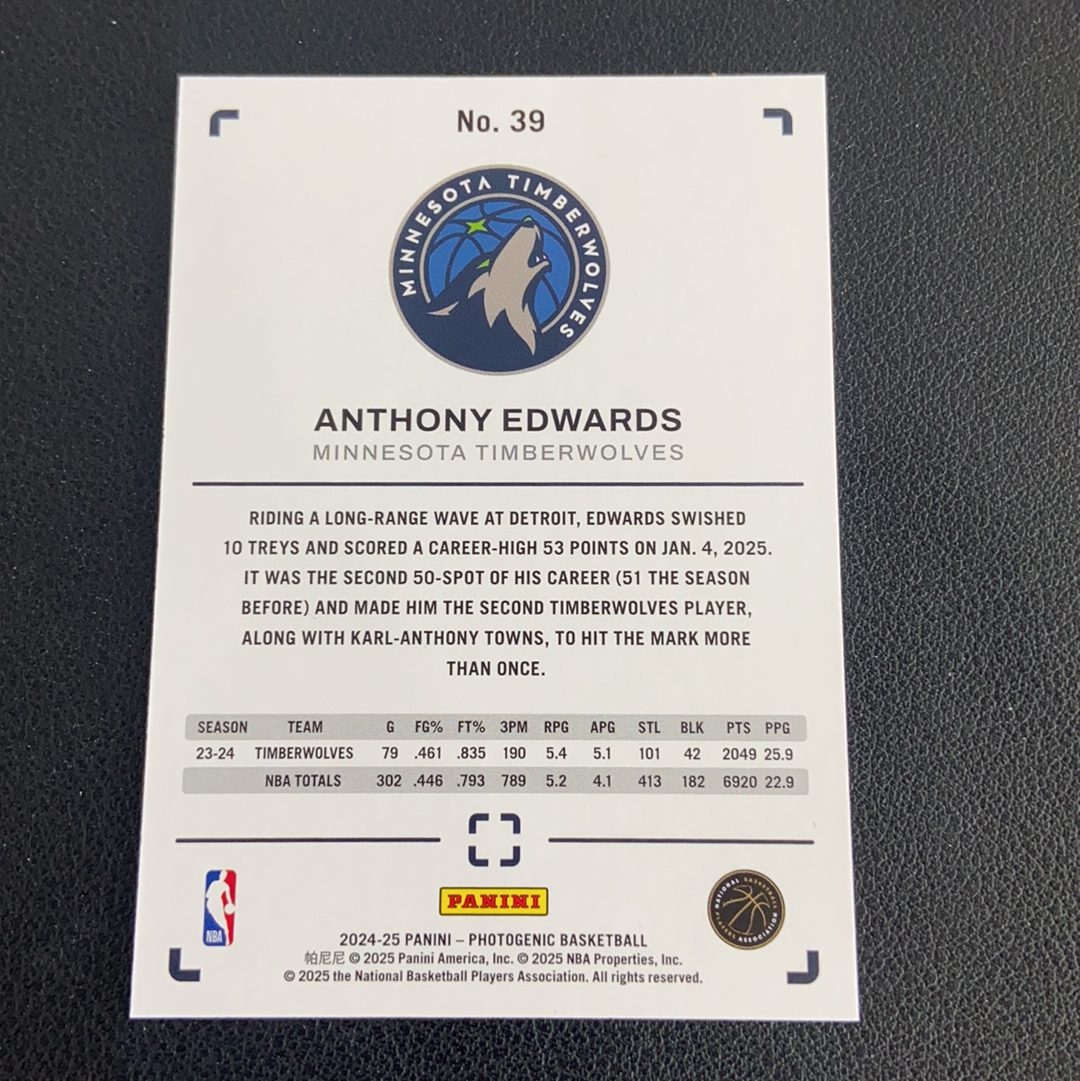 No. 39
MINNESOTA TIMBERWOLVES
ANTHONY EDWARDS
MINNESOTA TIMBERWOLVES
RIDING A LONG-RANGE WAVE AT DETROIT, EDWARDS SWISHED
10 TREYS AND SCORED A CAREER-HIGH 53 POINTS ON JAN. 4, 2025.
IT WAS THE SECOND 50-SPOT OF HIS CAREER (51 THE SEASON
BEFORE) AND MADE HIM THE SECOND TIMBERWOLVES PLAYER,
ALONG WITH KARL-ANTHONY TOWNS, TO HIT THE MARK MORE
THAN ONCE.
SEASON TEAM G FG% FT% 3PM RPG APG STL BLK PTS PPG
23-24 TIMBERWOLVES 79 .461 .835 190 5.4 5.1 101 42 2049 25.9
NBA TOTALS 302 .446 .793 789 5.2 4.1 413 182 6920 22.9
NBA
PANINI
NATIONAL BASKETBALL PLAYERS ASSOCIATION
2024-25 PANINI – PHOTOGENIC BASKETBALL
帕尼尼 © 2025 Panini America, Inc. © 2025 NBA Properties, Inc.
© 2025 the National Basketball Players Association. All rights reserved.